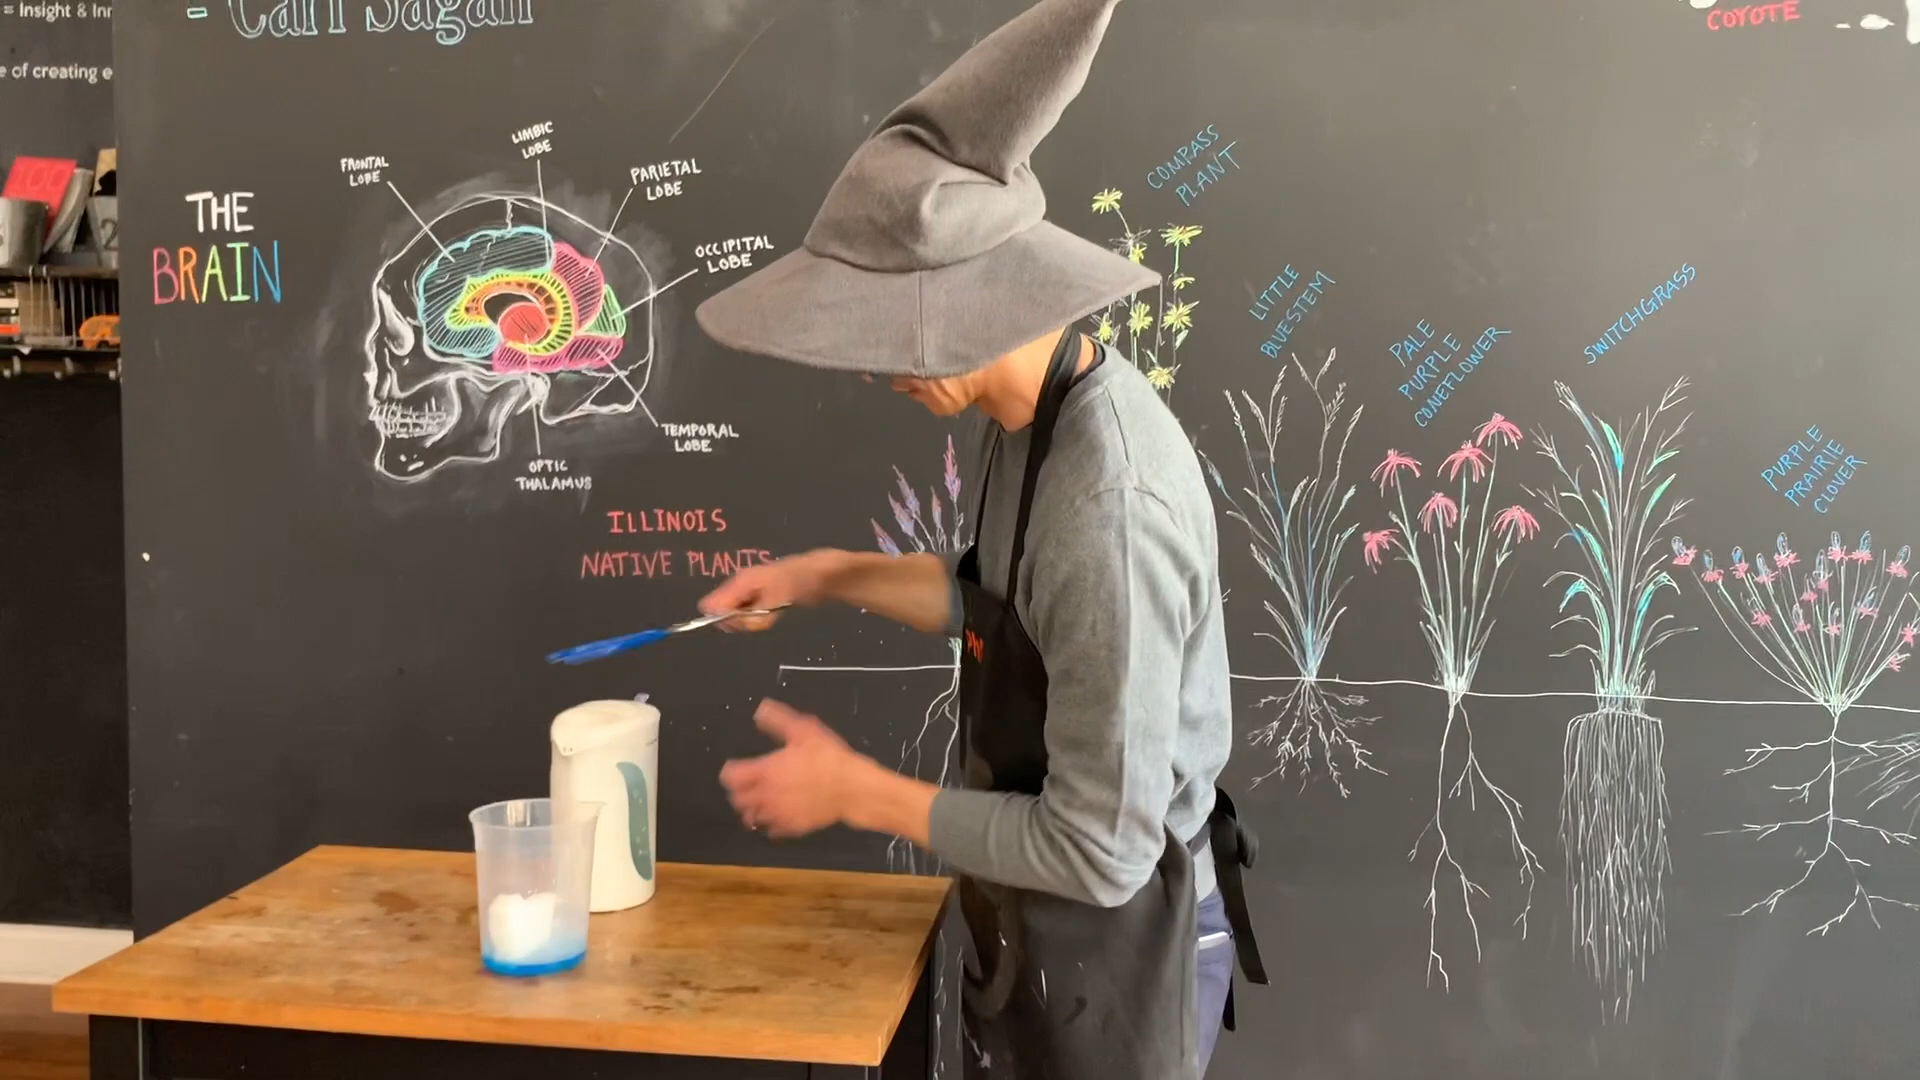 = Insight & Inn
e of creating e
- Carl Sagan
COYOTE
THE
BRAIN
FRONTAL
LOBE
LIMBIC
LOBE
PARIETAL
LOBE
OCCIPITAL
LOBE
TEMPORAL
LOBE
OPTIC
THALAMUS
ILLINOIS
NATIVE PLANTS
COMPASS
PLANT
LITTLE
BLUESTEM
PALE
PURPLE
CONEFLOWER
SWITCHGRASS
PURPLE
PRAIRIE
CLOVER